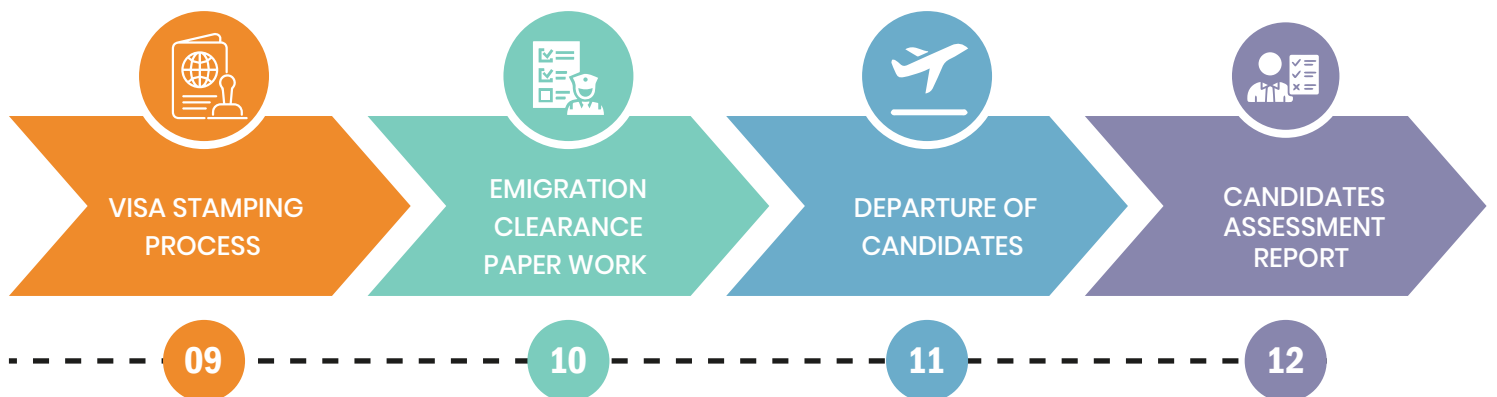 VISA STAMPING
PROCESS
EMIGRATION
CLEARANCE
PAPER WORK
DEPARTURE OF
CANDIDATES
CANDIDATES
ASSESSMENT
REPORT
09
10
11
12